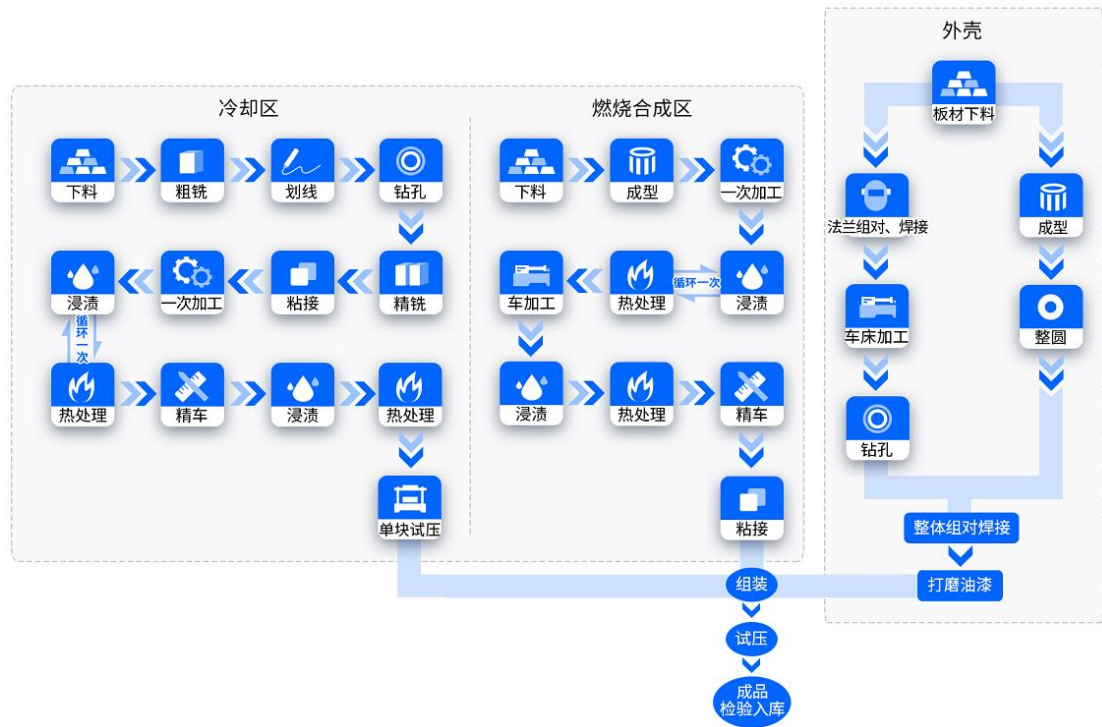 冷却区
下料
粗铣
划线
钻孔
精铣
粘接
一次加工
浸渍
循环一次
热处理
精车
浸渍
热处理
单块试压
燃烧合成区
下料
成型
一次加工
浸渍
循环一次
热处理
车加工
浸渍
热处理
精车
粘接
外壳
板材下料
法兰组对、焊接
车床加工
钻孔
成型
整圆
整体组对焊接
打磨油漆
组装
试压
成品
检验入库